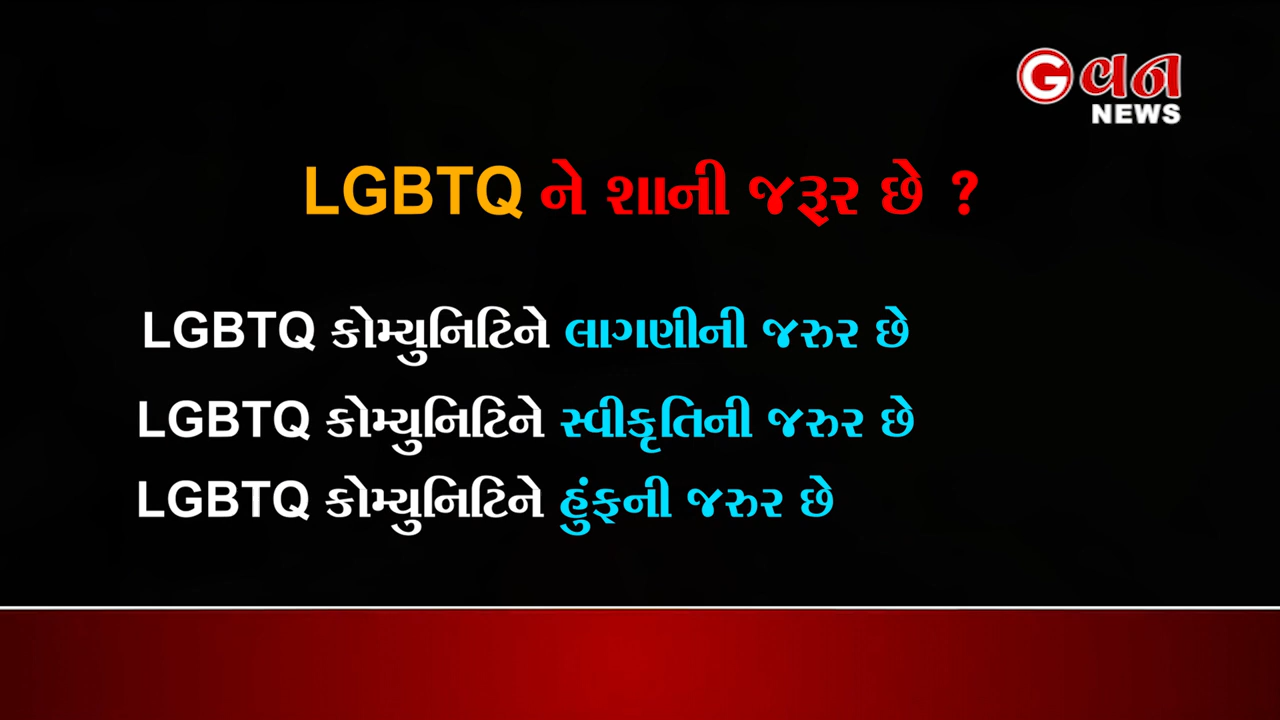 G વન
NEWS
LGBTQ ને શાની જરૂર છે ?
LGBTQ કોમ્યુનિટિને લાગણીની જરુર છે
LGBTQ કોમ્યુનિટિને સ્વીકૃતિની જરુર છે
LGBTQ કોમ્યુનિટિને હુંફની જરુર છે